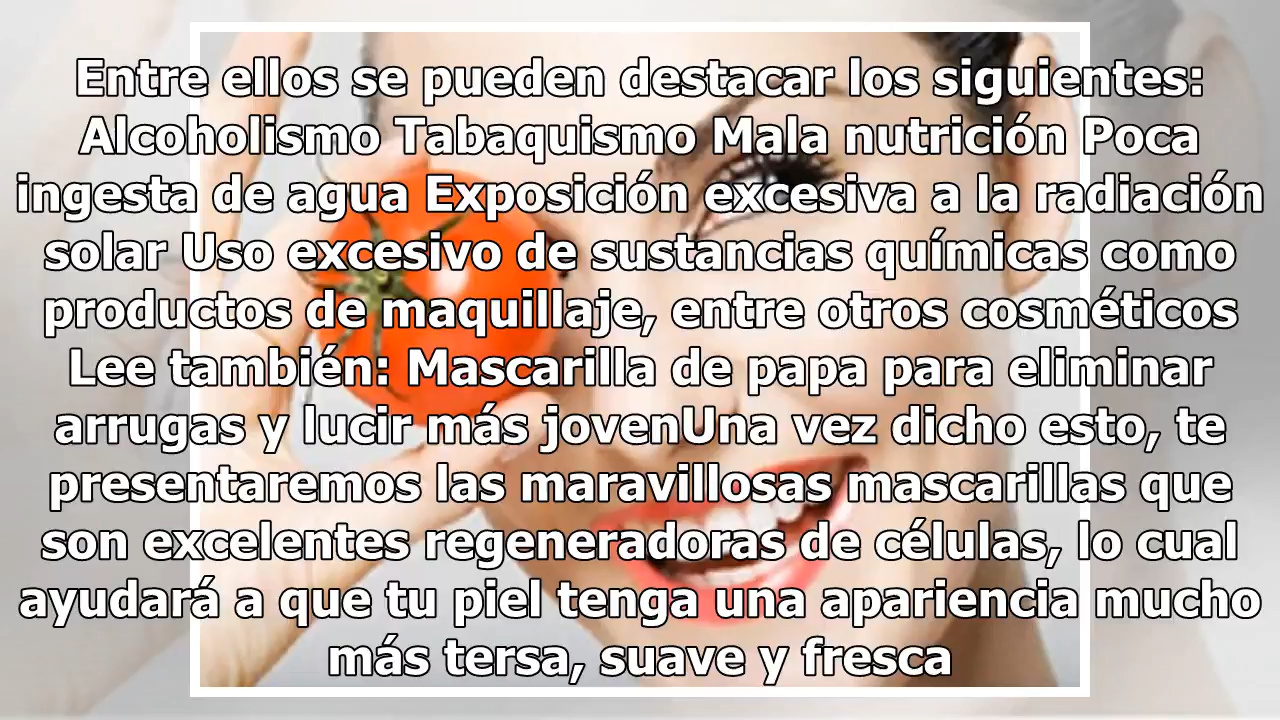 Entre ellos se pueden destacar los siguientes:
Alcoholismo Tabaquismo Mala nutrición Poca
ingesta de agua Exposición excesiva a la radiación
solar Uso excesivo de sustancias químicas como
productos de maquillaje, entre otros cosméticos
Lee también: Mascarilla de papa para eliminar
arrugas y lucir más jovenUna vez dicho esto, te
presentaremos las maravillosas mascarillas que
son excelentes regeneradoras de células, lo cual
ayudará a que tu piel tenga una apariencia mucho
más tersa, suave y fresca